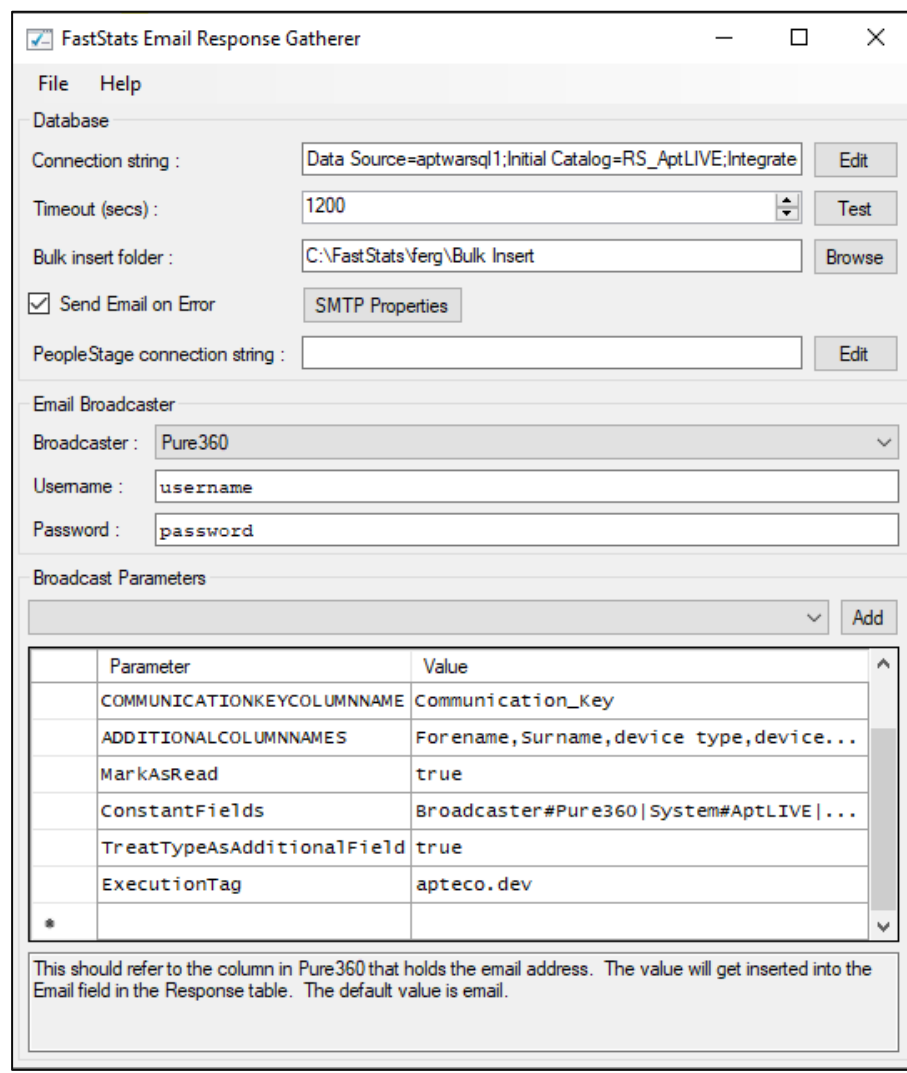 FastStats Email Response Gatherer
File Help
Database
Connection string : Data Source=aptwarsql1;Initial Catalog=RS_AptLIVE;Integrate Edit
Timeout (secs) : 1200 Test
Bulk insert folder : C:\FastStats\ferg\Bulk Insert Browse
Send Email on Error SMTP Properties
PeopleStage connection string : Edit
Email Broadcaster
Broadcaster : Pure360
Username : username
Password : password
Broadcast Parameters
Add
Parameter Value
COMMUNICATIONKEYCOLUMNNAME Communication_Key
ADDITIONALCOLUMNNAMES Forename,Surname,device type,device...
MarkAsRead true
ConstantFields Broadcaster#Pure360|System#AptLIVE|...
TreatTypeAsAdditionalField true
ExecutionTag apteco.dev
*
This should refer to the column in Pure360 that holds the email address. The value will get inserted into the
Email field in the Response table. The default value is email.